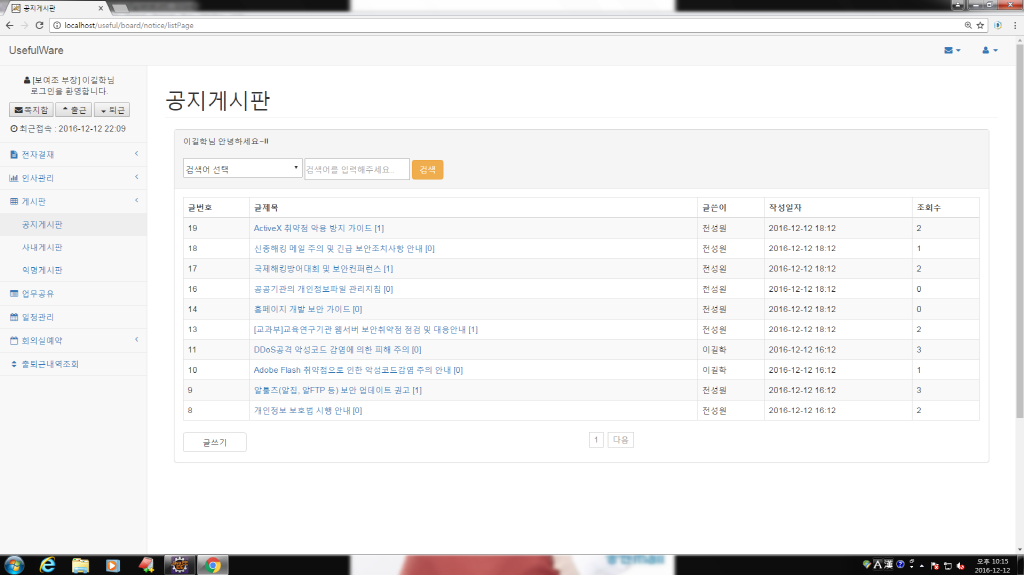 공지게시판
localhost/useful/board/notice/listPage
UsefulWare
[보여조 부장] 이길학님
로그인을 환영합니다.
쪽지함 출근 퇴근
최근접속 : 2016-12-12 22:09
전자결재
인사관리
게시판
공지게시판
사내게시판
익명게시판
업무공유
일정관리
회의실예약
출퇴근내역조회
공지게시판
이길학님 안녕하세요~!!
검색어 선택 검색어를 입력해주세요. 검색
글번호 글제목 글쓴이 작성일자 조회수
19 ActiveX 취약점 악용 방지 가이드 [1] 전성원 2016-12-12 18:12 2
18 신종해킹 메일 주의 및 긴급 보안조치사항 안내 [0] 전성원 2016-12-12 18:12 1
17 국제해킹방어대회 및 보안컨퍼런스 [1] 전성원 2016-12-12 18:12 2
16 공공기관의 개인정보파일 관리지침 [0] 전성원 2016-12-12 18:12 0
14 홈페이지 개발 보안 가이드 [0] 전성원 2016-12-12 18:12 0
13 [교과부]교육연구기관 웹서버 보안취약점 점검 및 대응안내 [1] 전성원 2016-12-12 18:12 2
11 DDoS공격 악성코드 감염에 의한 피해 주의 [0] 이길학 2016-12-12 16:12 3
10 Adobe Flash 취약점으로 인한 악성코드감염 주의 안내 [0] 이길학 2016-12-12 16:12 1
9 알툴즈(알집, 알FTP 등) 보안 업데이트 권고 [1] 전성원 2016-12-12 16:12 3
8 개인정보 보호법 시행 안내 [0] 전성원 2016-12-12 16:12 2
글쓰기 1 다음
A 漢
오후 10:15
2016-12-12